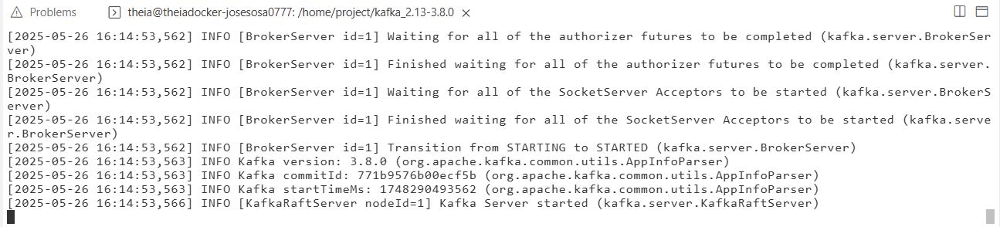 Problems
theia@theiadocker-josesosa0777: /home/project/kafka_2.13-3.8.0
[2025-05-26 16:14:53,562] INFO [BrokerServer id=1] Waiting for all of the authorizer futures to be completed (kafka.server.BrokerSer
ver)
[2025-05-26 16:14:53,562] INFO [BrokerServer id=1] Finished waiting for all of the authorizer futures to be completed (kafka.server.
BrokerServer)
[2025-05-26 16:14:53,562] INFO [BrokerServer id=1] Waiting for all of the SocketServer Acceptors to be started (kafka.server.BrokerS
erver)
[2025-05-26 16:14:53,562] INFO [BrokerServer id=1] Finished waiting for all of the SocketServer Acceptors to be started (kafka.serve
r.BrokerServer)
[2025-05-26 16:14:53,562] INFO [BrokerServer id=1] Transition from STARTING to STARTED (kafka.server.BrokerServer)
[2025-05-26 16:14:53,563] INFO Kafka version: 3.8.0 (org.apache.kafka.common.utils.AppInfoParser)
[2025-05-26 16:14:53,563] INFO Kafka commitId: 771b9576b00ecf5b (org.apache.kafka.common.utils.AppInfoParser)
[2025-05-26 16:14:53,563] INFO Kafka startTimeMs: 1748290493562 (org.apache.kafka.common.utils.AppInfoParser)
[2025-05-26 16:14:53,566] INFO [KafkaRaftServer nodeId=1] Kafka Server started (kafka.server.KafkaRaftServer)